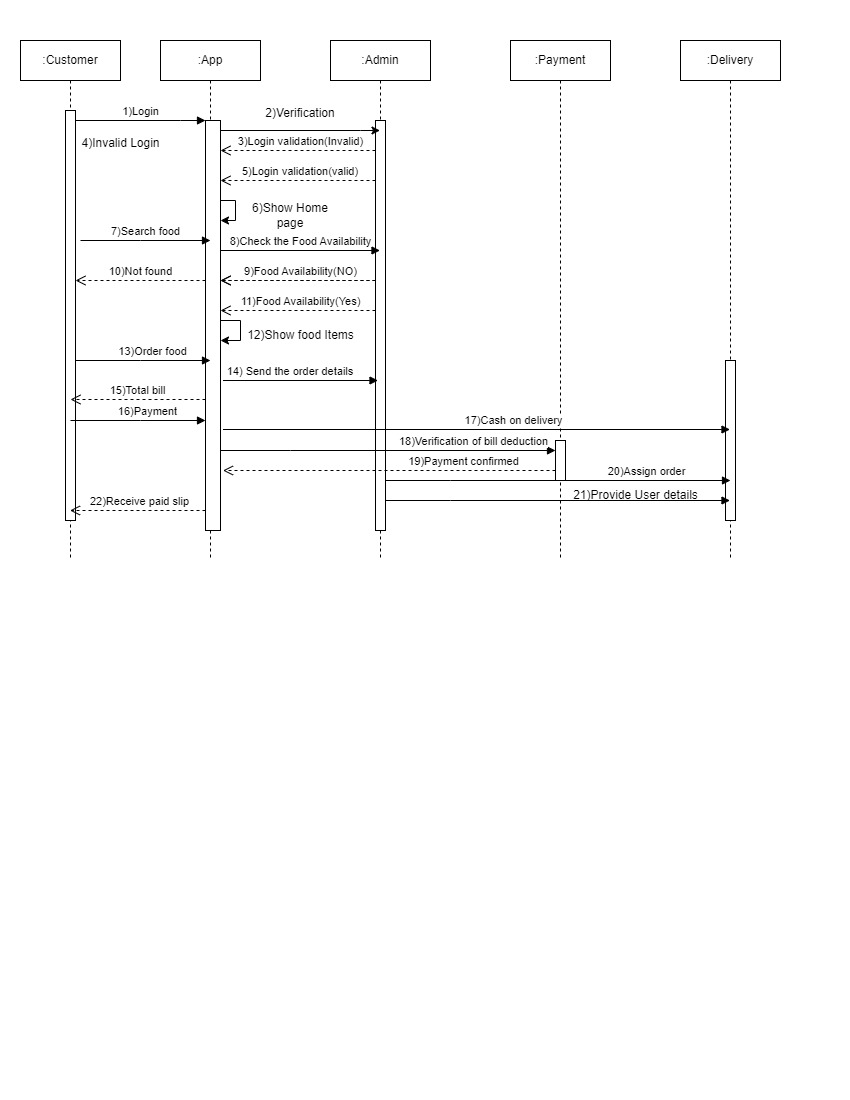 :Customer
:App
:Admin
:Payment
:Delivery
1)Login
2)Verification
3)Login validation(Invalid)
4)Invalid Login
5)Login validation(valid)
6)Show Home
page
7)Search food
8)Check the Food Availability
9)Food Availability(NO)
10)Not found
11)Food Availability(Yes)
12)Show food Items
13)Order food
14) Send the order details
15)Total bill
16)Payment
17)Cash on delivery
18)Verification of bill deduction
19)Payment confirmed
20)Assign order
21)Provide User details
22)Receive paid slip